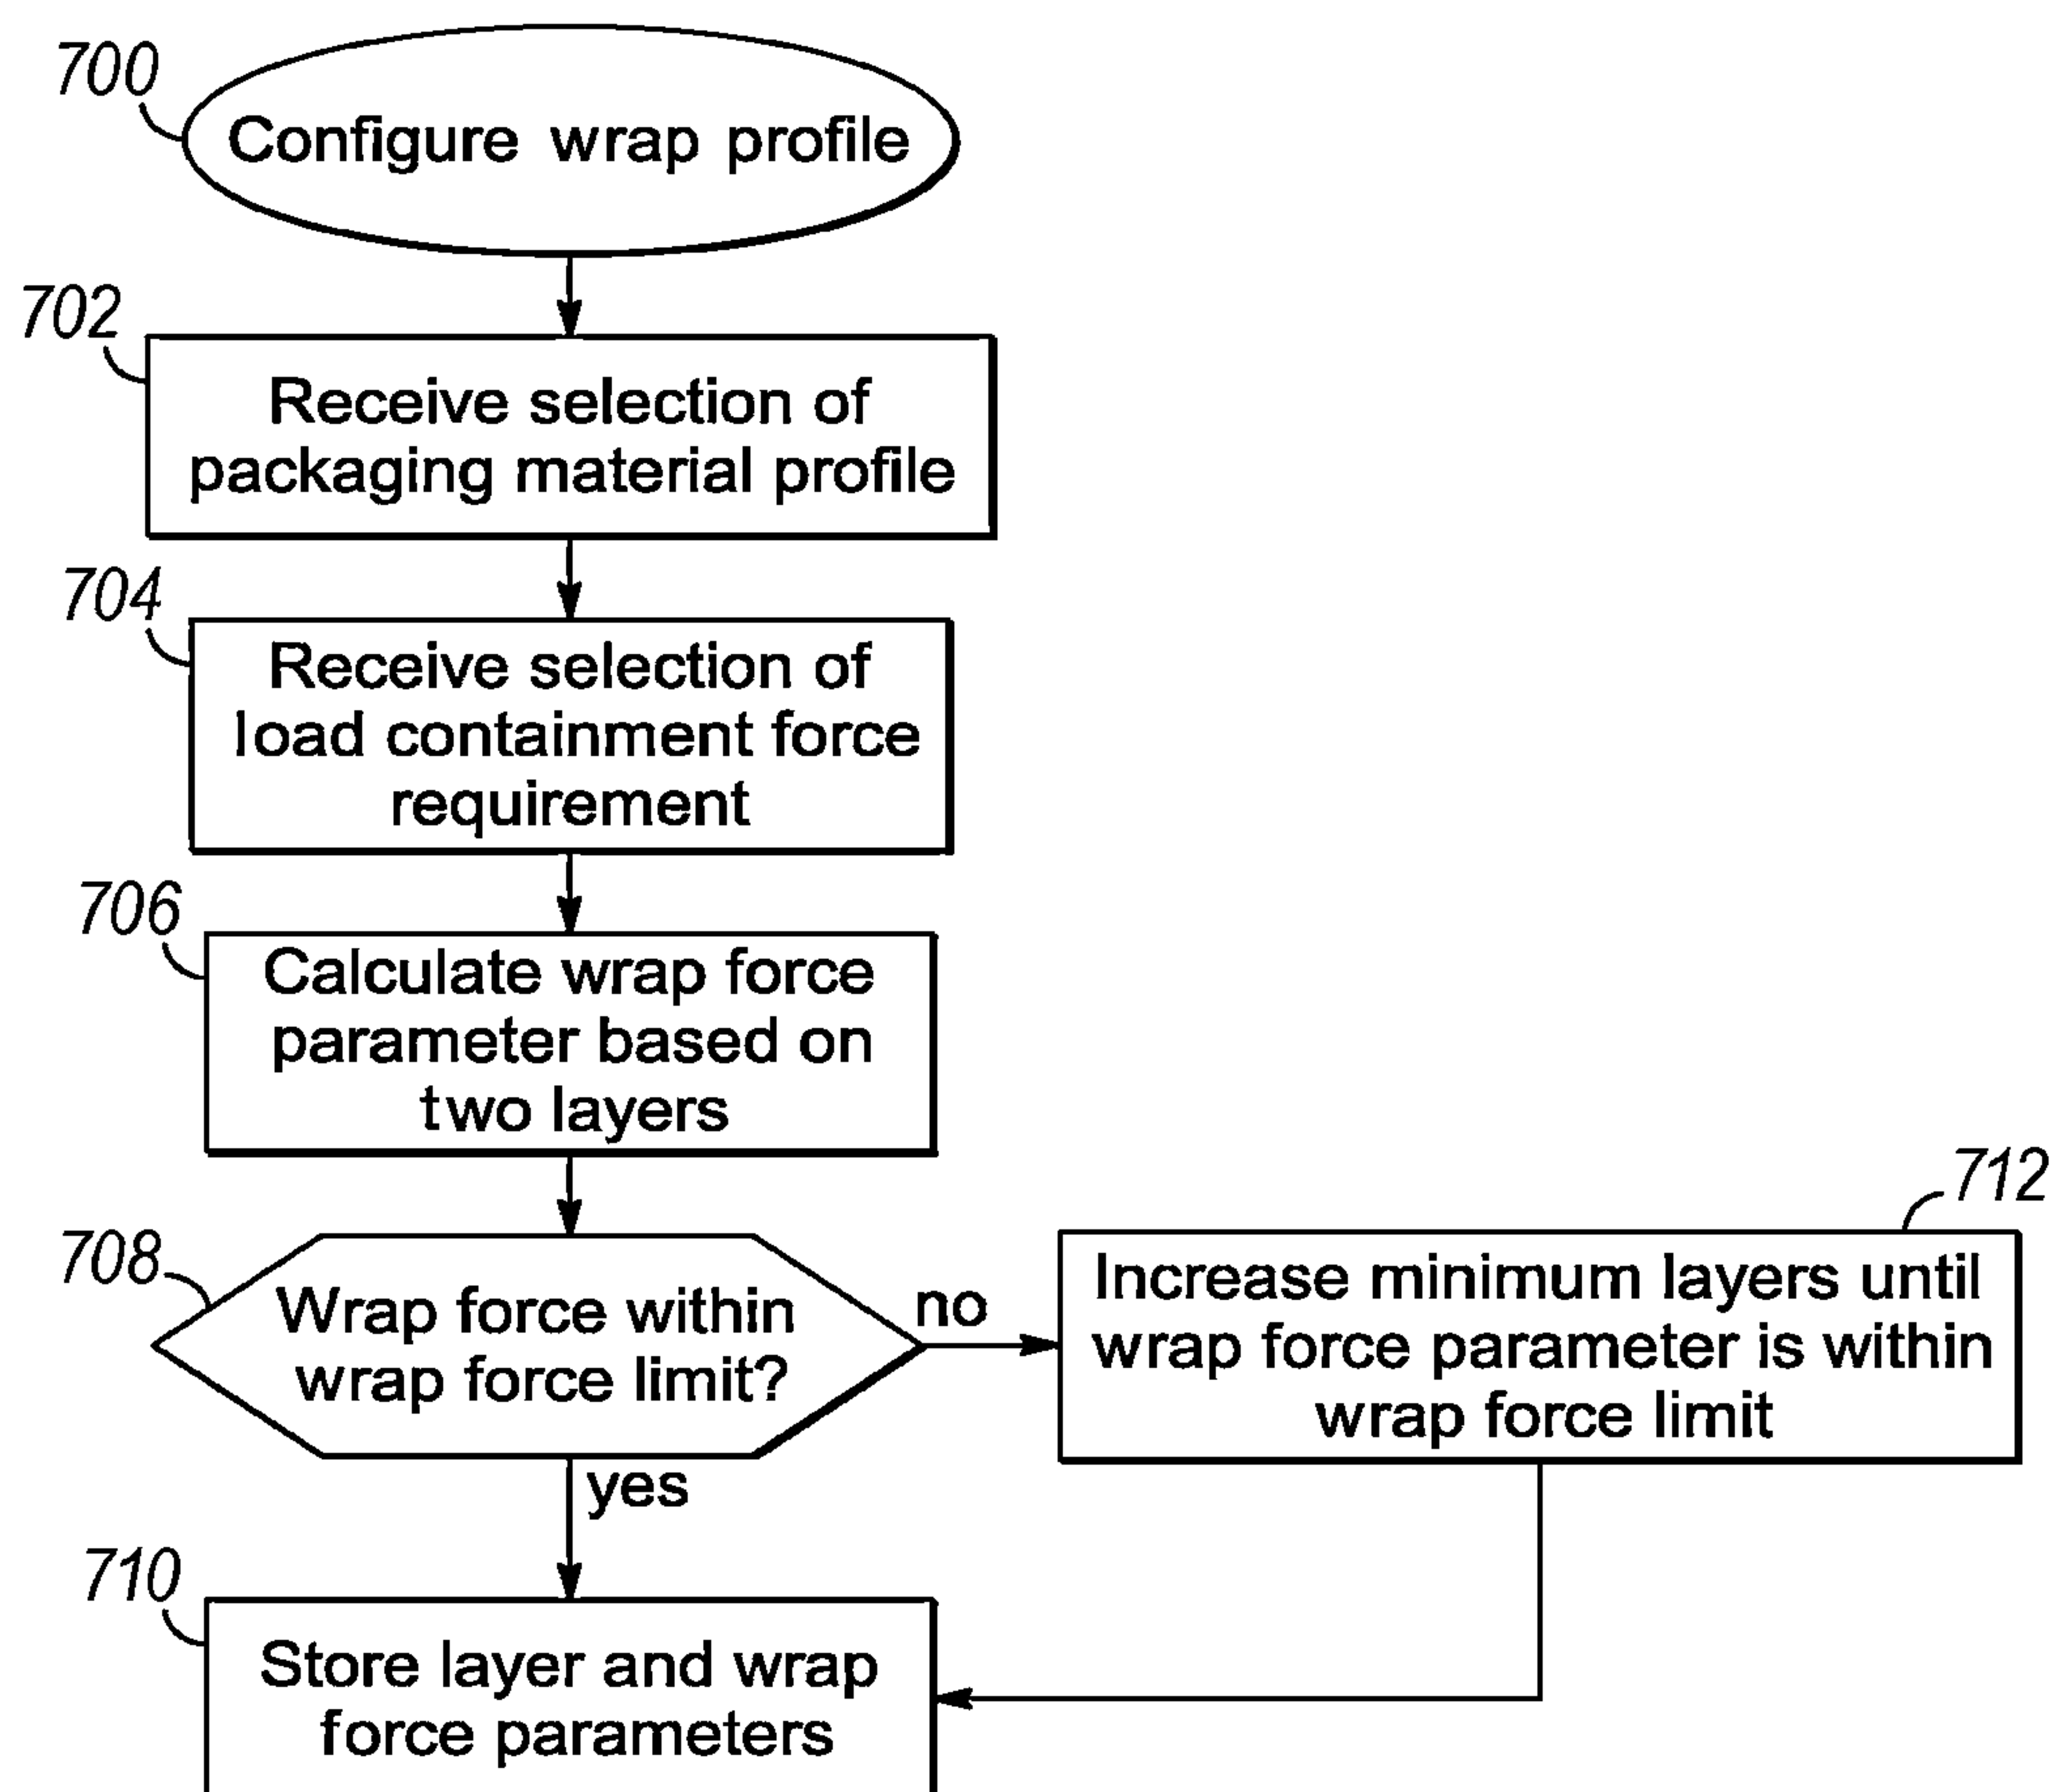 700
Configure wrap profile
702
Receive selection of
packaging material profile
704
Receive selection of
load containment force
requirement
706
Calculate wrap force
parameter based on
two layers
708
Wrap force within
wrap force limit?
no
712
Increase minimum layers until
wrap force parameter is within
wrap force limit
yes
710
Store layer and wrap
force parameters